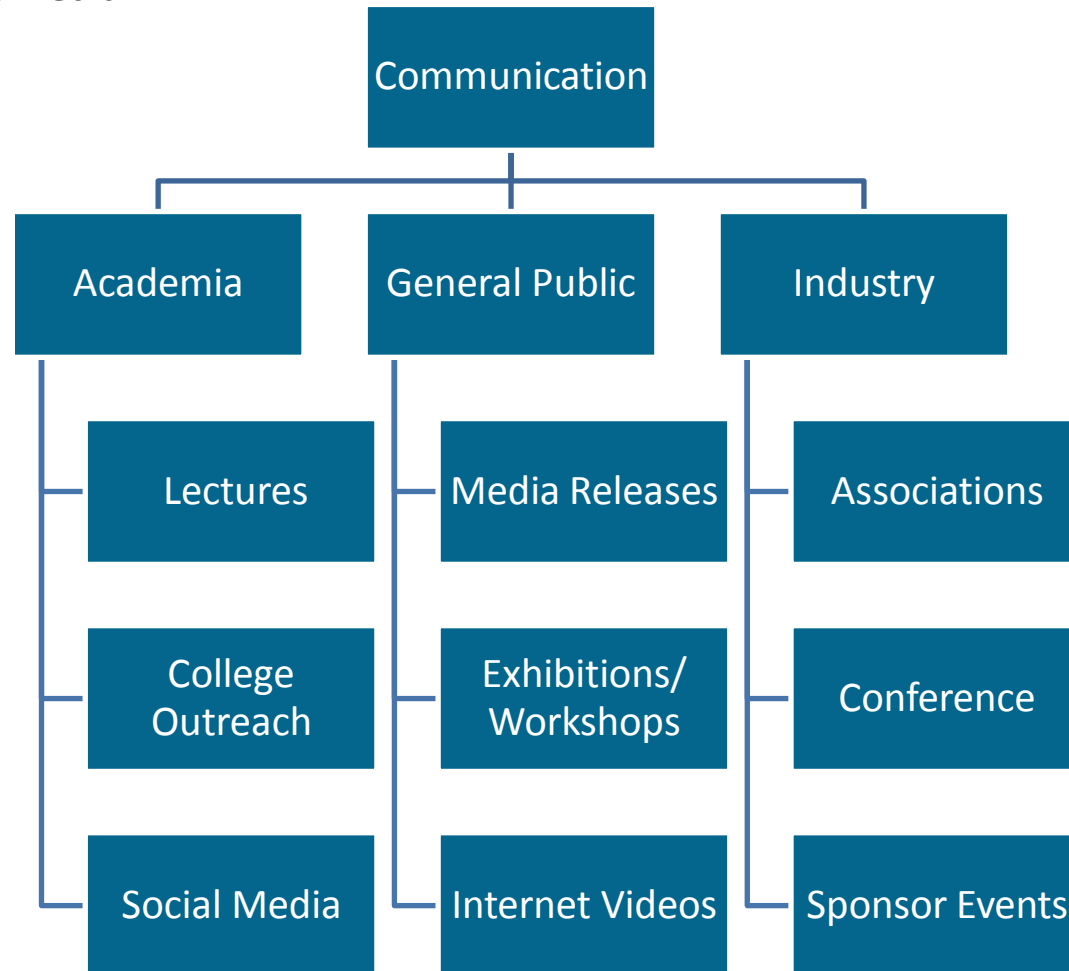 Communication
Academia
General Public
Industry
Lectures
Media Releases
Associations
College
Outreach
Exhibitions/
Workshops
Conference
Social Media
Internet Videos
Sponsor Events